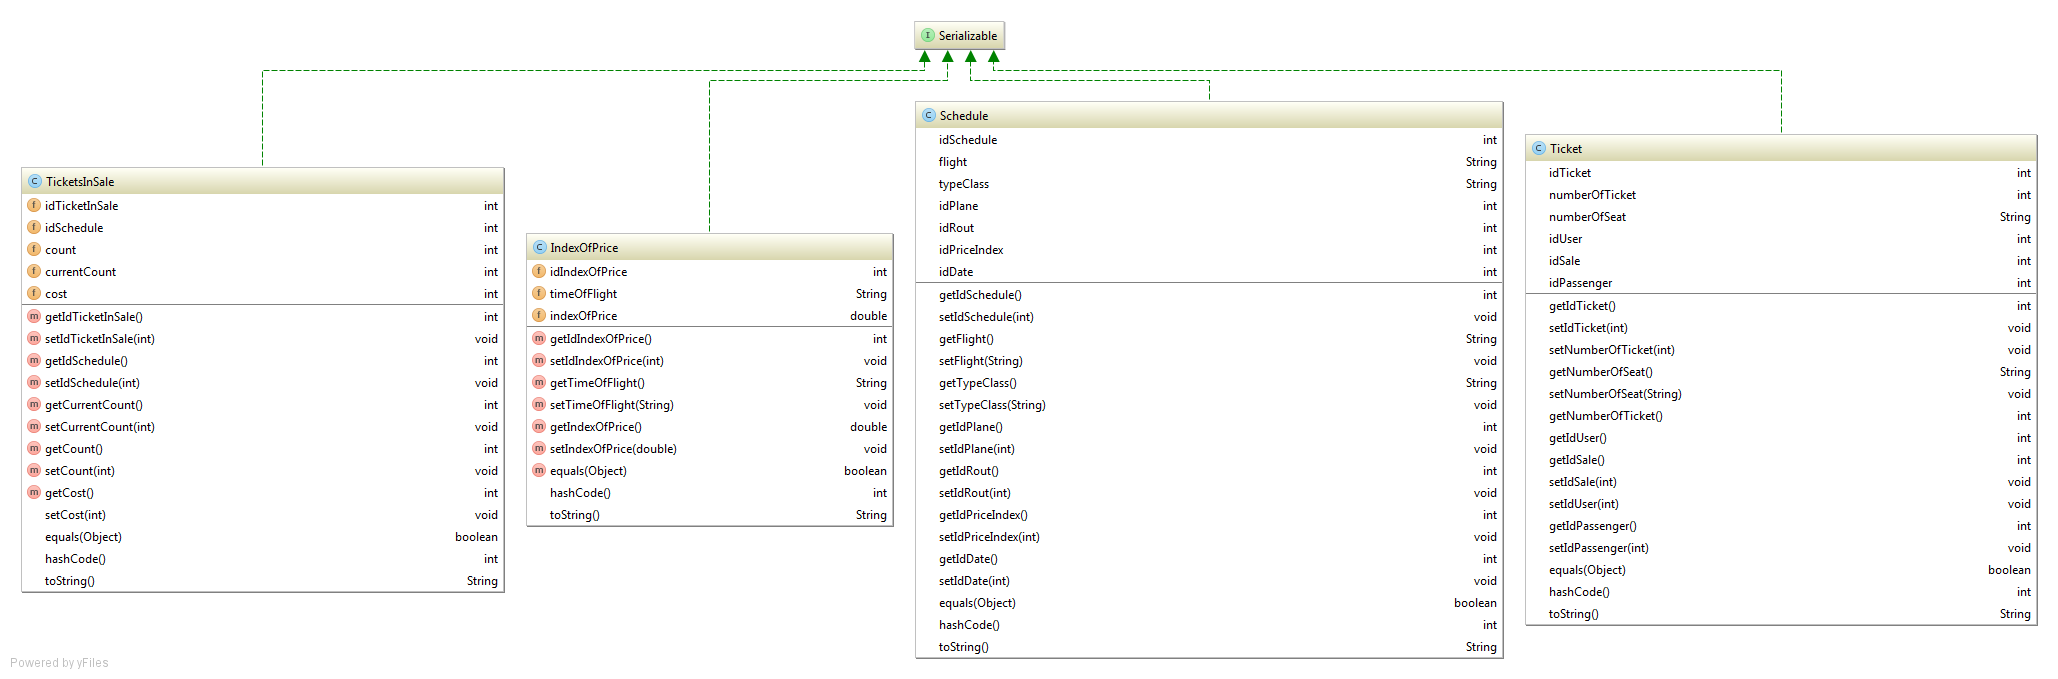 I Serializable
C TicketsInSale
f idTicketInSale int
f idSchedule int
f count int
f currentCount int
f cost int
m getIdTicketInSale() int
m setIdTicketInSale(int) void
m getIdSchedule() int
m setIdSchedule(int) void
m getCurrentCount() int
m setCurrentCount(int) void
m getCount() int
m setCount(int) void
m getCost() int
setCost(int) void
equals(Object) boolean
hashCode() int
toString() String
C IndexOfPrice
f idIndexOfPrice int
f timeOfFlight String
f indexOfPrice double
m getIdIndexOfPrice() int
m setIdIndexOfPrice(int) void
m getTimeOfFlight() String
m setTimeOfFlight(String) void
m getIndexOfPrice() double
m setIndexOfPrice(double) void
m equals(Object) boolean
hashCode() int
toString() String
C Schedule
idSchedule int
flight String
typeClass String
idPlane int
idRout int
idPriceIndex int
idDate int
getIdSchedule() int
setIdSchedule(int) void
getFlight() String
setFlight(String) void
getTypeClass() String
setTypeClass(String) void
getIdPlane() int
setIdPlane(int) void
getIdRout() int
setIdRout(int) void
getIdPriceIndex() int
setIdPriceIndex(int) void
getIdDate() int
setIdDate(int) void
equals(Object) boolean
hashCode() int
toString() String
C Ticket
idTicket int
numberOfTicket int
numberOfSeat String
idUser int
idSale int
idPassenger int
getIdTicket() int
setIdTicket(int) void
setNumberOfTicket(int) void
getNumberOfSeat() String
setNumberOfSeat(String) void
getNumberOfTicket() int
getIdUser() int
getIdSale() int
setIdSale(int) void
setIdUser(int) void
getIdPassenger() int
setIdPassenger(int) void
equals(Object) boolean
hashCode() int
toString() String
Powered by yFiles